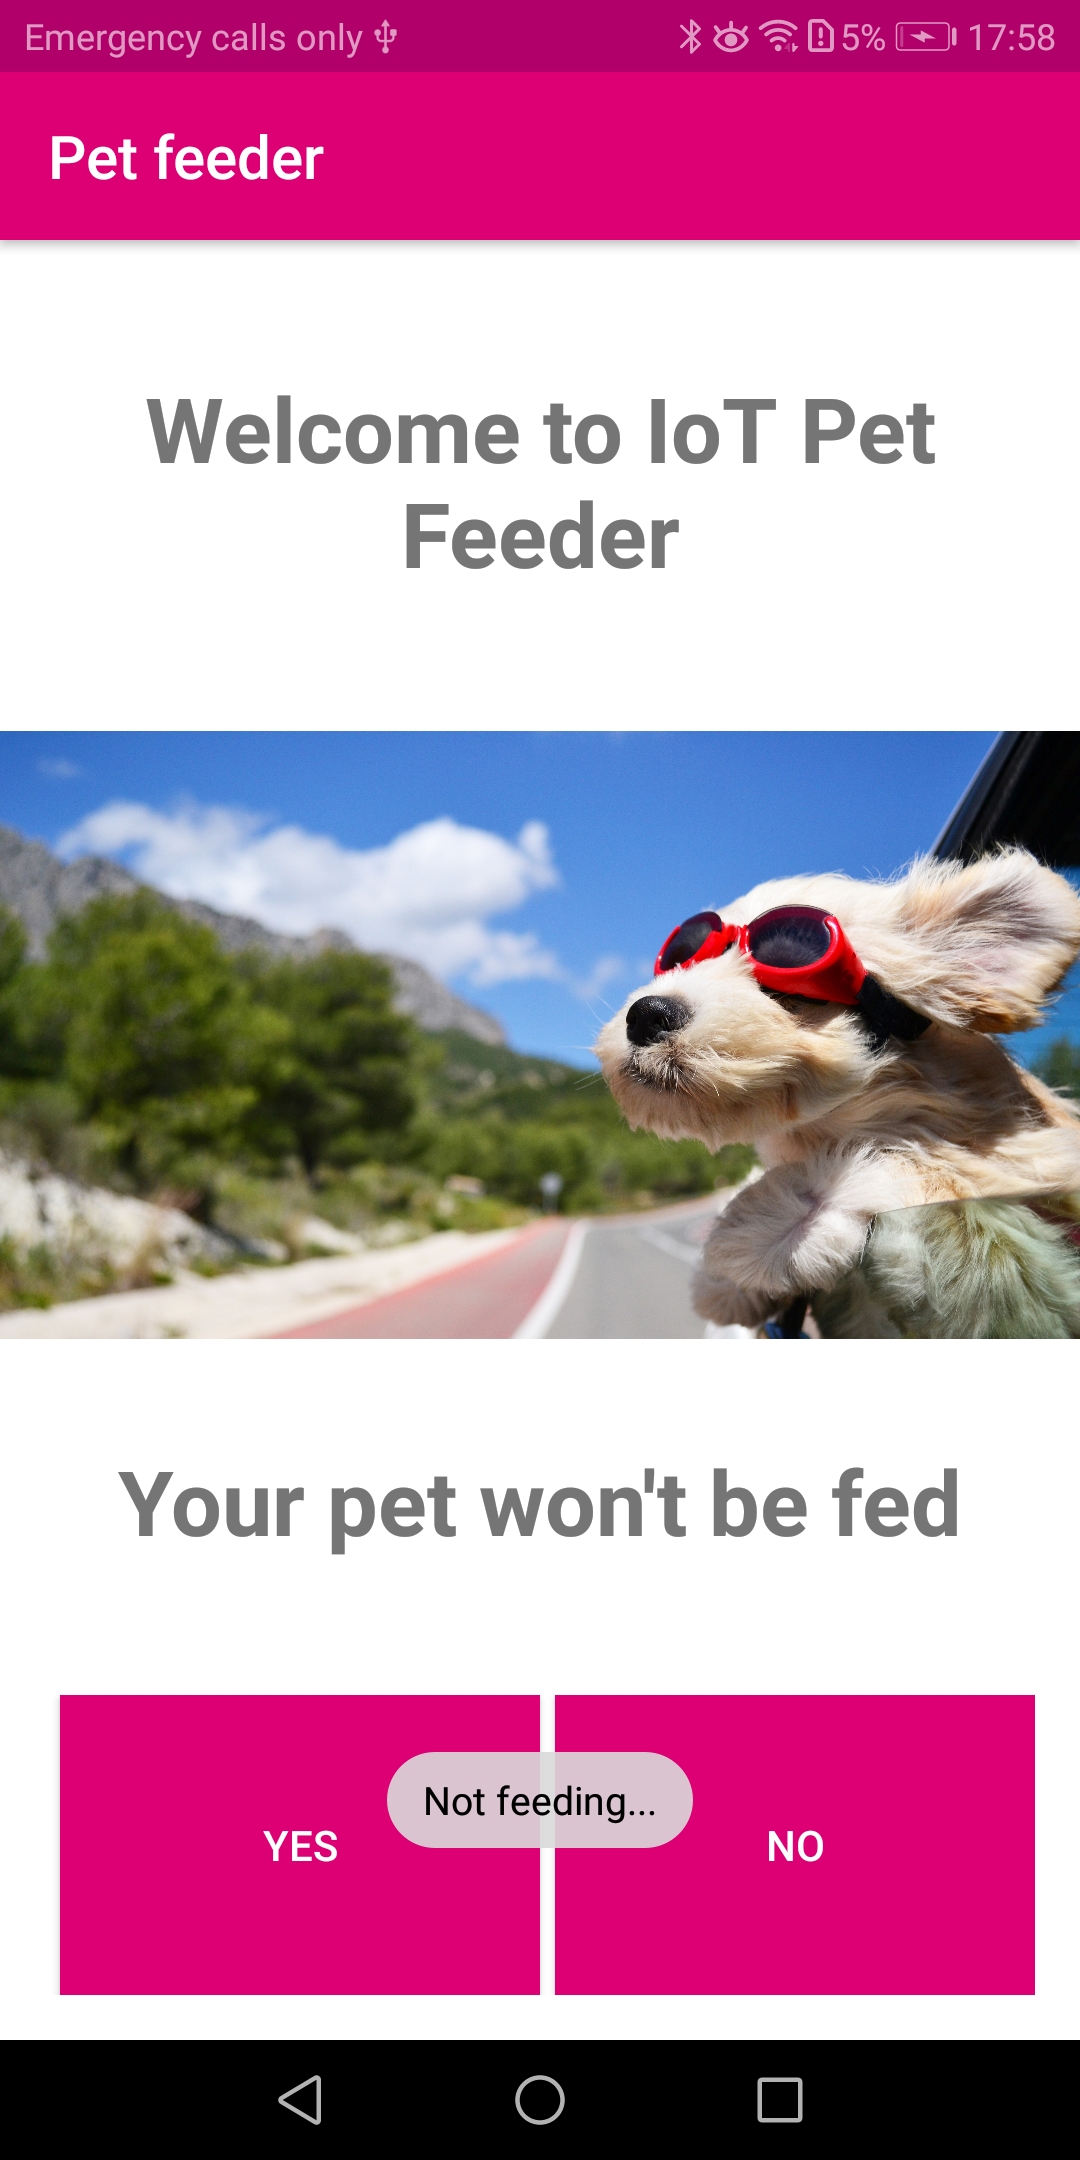 Emergency calls only 5% 17:58
Pet feeder
Welcome to IoT Pet
Feeder
Your pet won't be fed
Not feeding...
YES NO